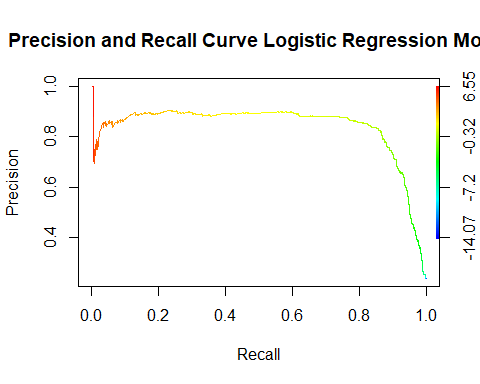 Precision and Recall Curve Logistic Regression Mo
1.0
0.8
0.6
0.4
Precision
0.0 0.2 0.4 0.6 0.8 1.0
Recall
6.55
-0.32
-7.2
-14.07